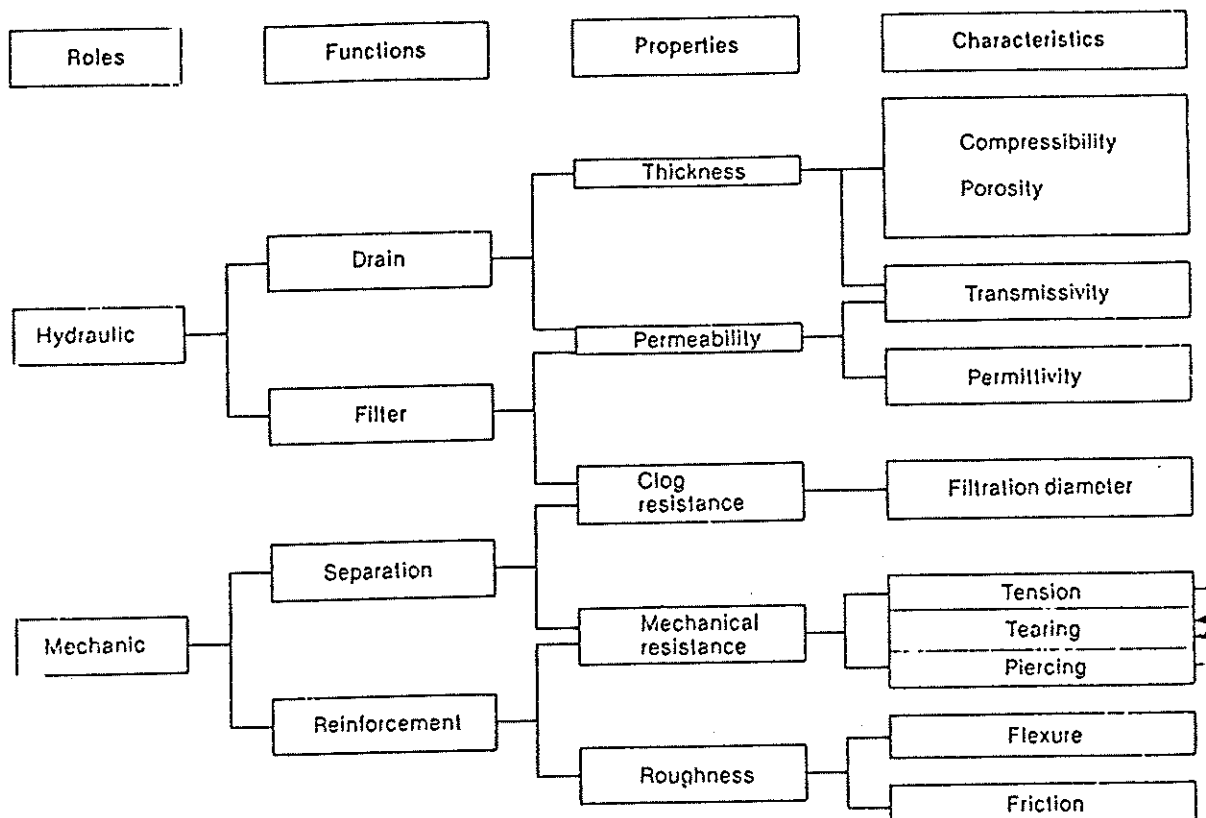 Roles
Functions
Properties
Characteristics
Compressibility
Porosity
Thickness
Drain
Transmissivity
Hydraulic
Permeability
Permittivity
Filter
Clog
resistance
Filtration diameter
Separation
Tension
Mechanical
resistance
Tearing
Mechanic
Piercing
Reinforcement
Flexure
Roughness
Friction